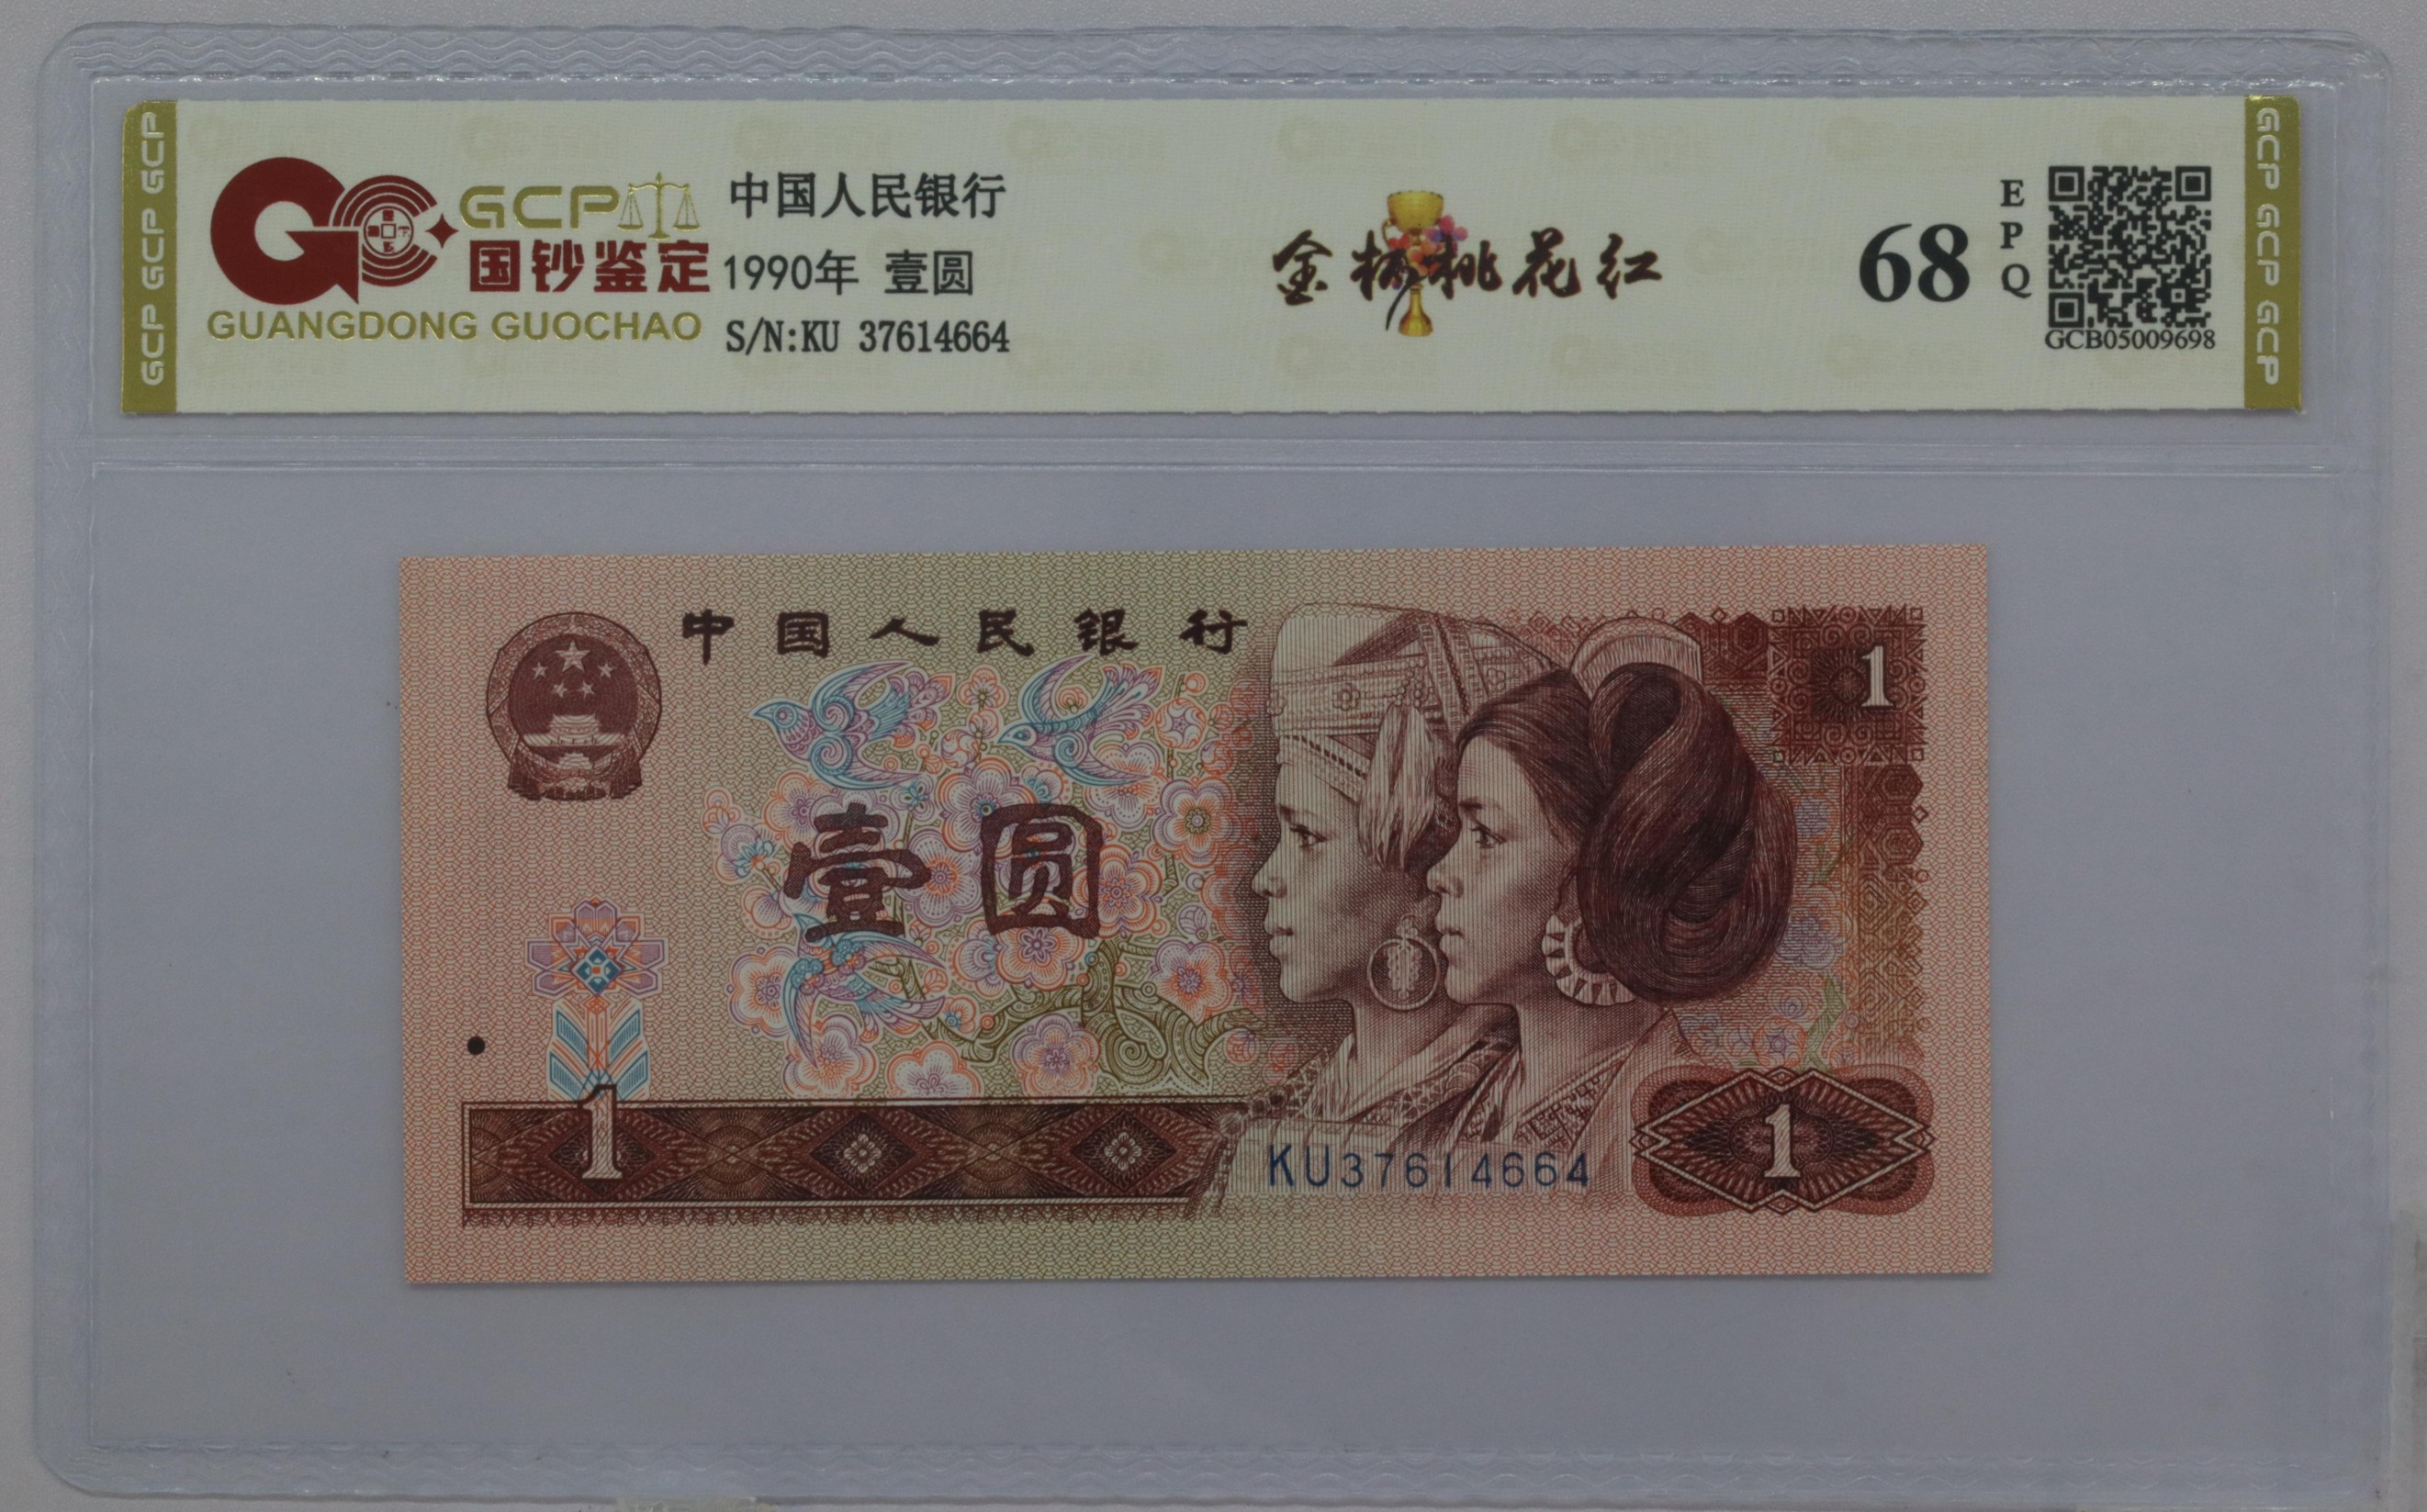 GCP GCP GCP
GCP
国钞鉴定
GUANGDONG GUOCHAO
中国人民银行
1990年 壹圆
S/N:KU 37614664
金杯桃花红
68
EPQ
GCB05009698
GCP GCP GCP
中国人民银行
1
壹圆
1
KU37614664
1